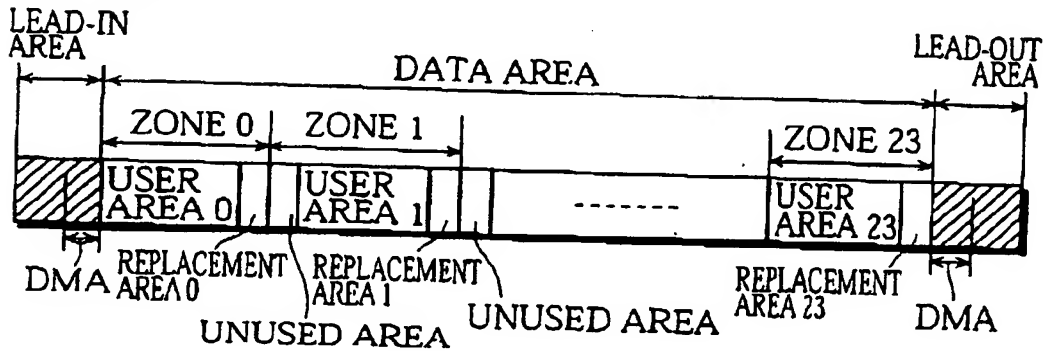 LEAD-IN
AREA
LEAD-OUT
AREA
DATA AREA
ZONE 0
ZONE 1
ZONE 23
USER
AREA 0
USER
AREA 1
USER
AREA 23
DMA
REPLACEMENT
AREA 0
REPLACEMENT
AREA 1
REPLACEMENT
AREA 23
DMA
UNUSED AREA
UNUSED AREA